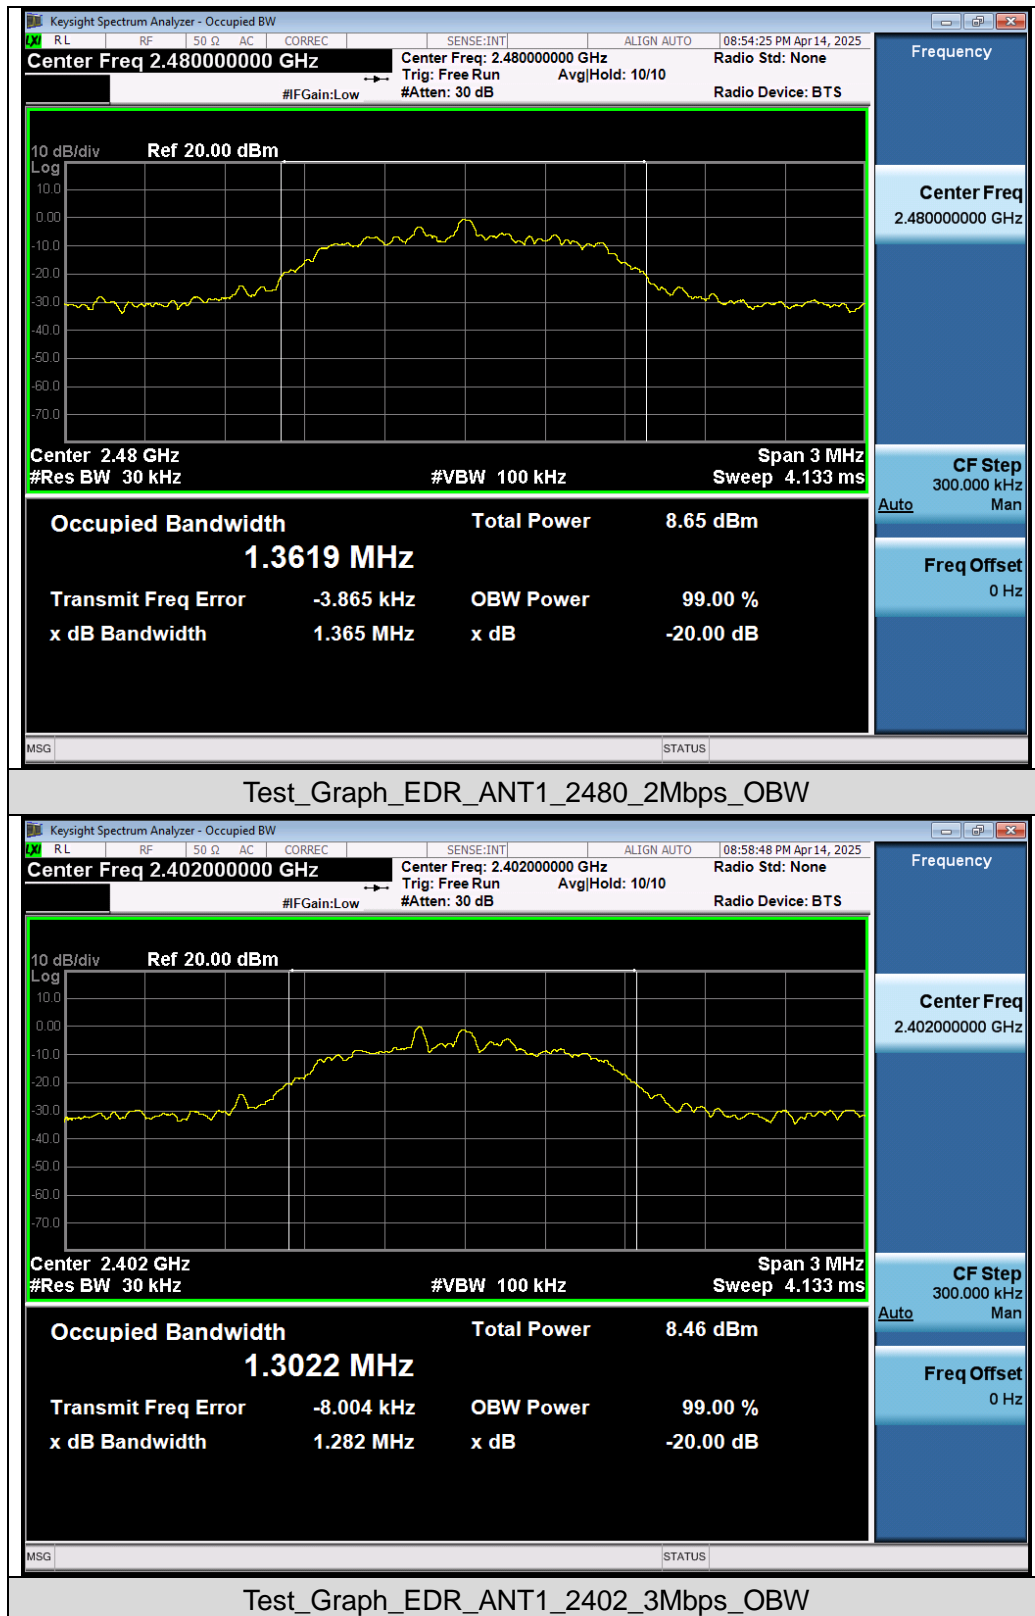 Keysight Spectrum Analyzer - Occupied BW
LXI RL RF 50 Ω AC CORREC SENSE:INT ALIGN AUTO 08:54:25 PM Apr 14, 2025
Center Freq 2.480000000 GHz
Center Freq: 2.480000000 GHz
Radio Std: None
Trig: Free Run Avg|Hold: 10/10
#IFGain:Low
#Atten: 30 dB
Radio Device: BTS
Frequency
10 dB/div Ref 20.00 dBm
Log
10.0
0.00
-10.0
-20.0
-30.0
-40.0
-50.0
-60.0
-70.0
Center 2.48 GHz Span 3 MHz
#Res BW 30 kHz #VBW 100 kHz Sweep 4.133 ms
Center Freq
2.480000000 GHz
CF Step
300.000 kHz
Auto Man
Freq Offset
0 Hz
Occupied Bandwidth Total Power 8.65 dBm
1.3619 MHz
Transmit Freq Error -3.865 kHz OBW Power 99.00 %
x dB Bandwidth 1.365 MHz x dB -20.00 dB
MSG STATUS
Test_Graph_EDR_ANT1_2480_2Mbps_OBW
Keysight Spectrum Analyzer - Occupied BW
LXI RL RF 50 Ω AC CORREC SENSE:INT ALIGN AUTO 08:58:48 PM Apr 14, 2025
Center Freq 2.402000000 GHz
Center Freq: 2.402000000 GHz
Radio Std: None
Trig: Free Run Avg|Hold: 10/10
#IFGain:Low
#Atten: 30 dB
Radio Device: BTS
Frequency
10 dB/div Ref 20.00 dBm
Log
10.0
0.00
-10.0
-20.0
-30.0
-40.0
-50.0
-60.0
-70.0
Center 2.402 GHz Span 3 MHz
#Res BW 30 kHz #VBW 100 kHz Sweep 4.133 ms
Center Freq
2.402000000 GHz
CF Step
300.000 kHz
Auto Man
Freq Offset
0 Hz
Occupied Bandwidth Total Power 8.46 dBm
1.3022 MHz
Transmit Freq Error -8.004 kHz OBW Power 99.00 %
x dB Bandwidth 1.282 MHz x dB -20.00 dB
MSG STATUS
Test_Graph_EDR_ANT1_2402_3Mbps_OBW